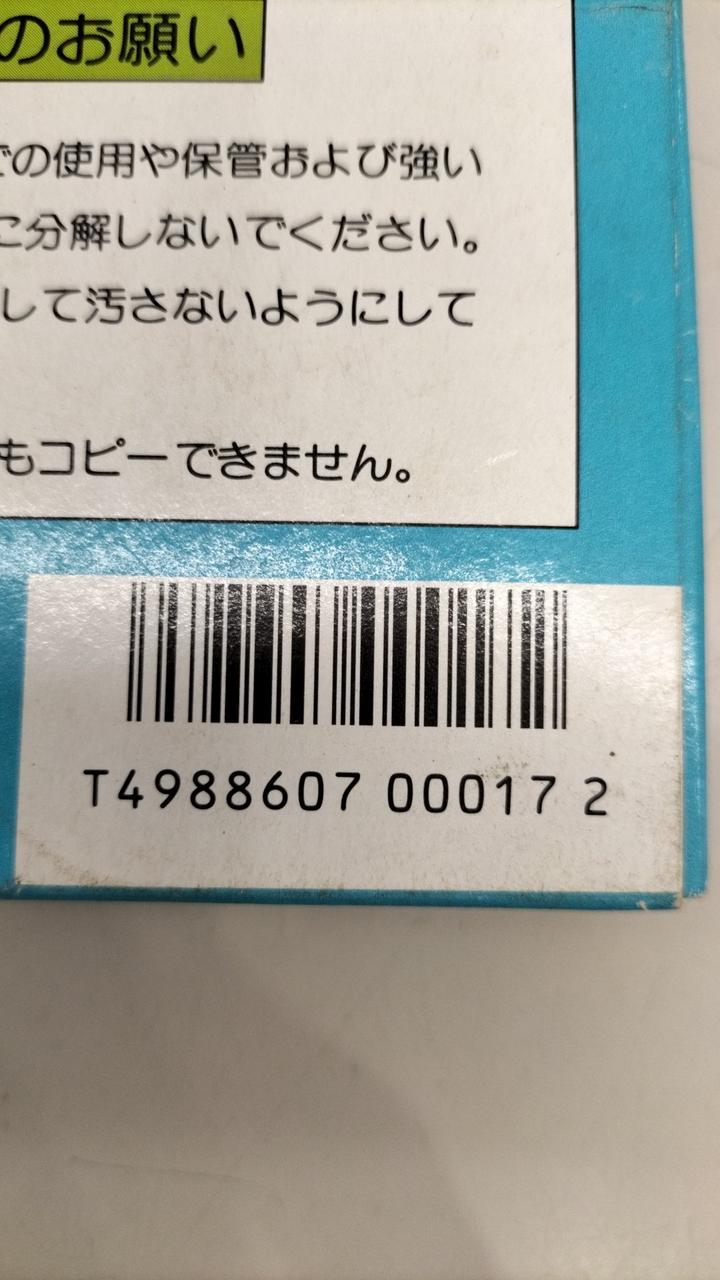 のお願い
での使用や保管および強い
に分解しないでください。
して汚さないようにして
もコピーできません。
T4988607 00017 2